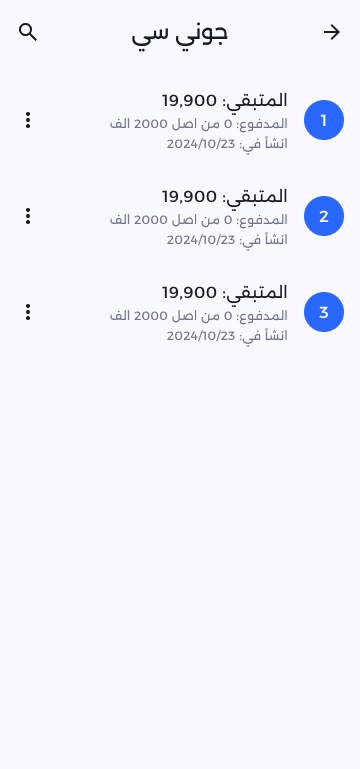 جوني سي
1
المتبقي: 19,900
المدفوع: 0 من اصل 2000 الف
انشأ في: 2024/10/23
2
المتبقي: 19,900
المدفوع: 0 من اصل 2000 الف
انشأ في: 2024/10/23
3
المتبقي: 19,900
المدفوع: 0 من اصل 2000 الف
انشأ في: 2024/10/23